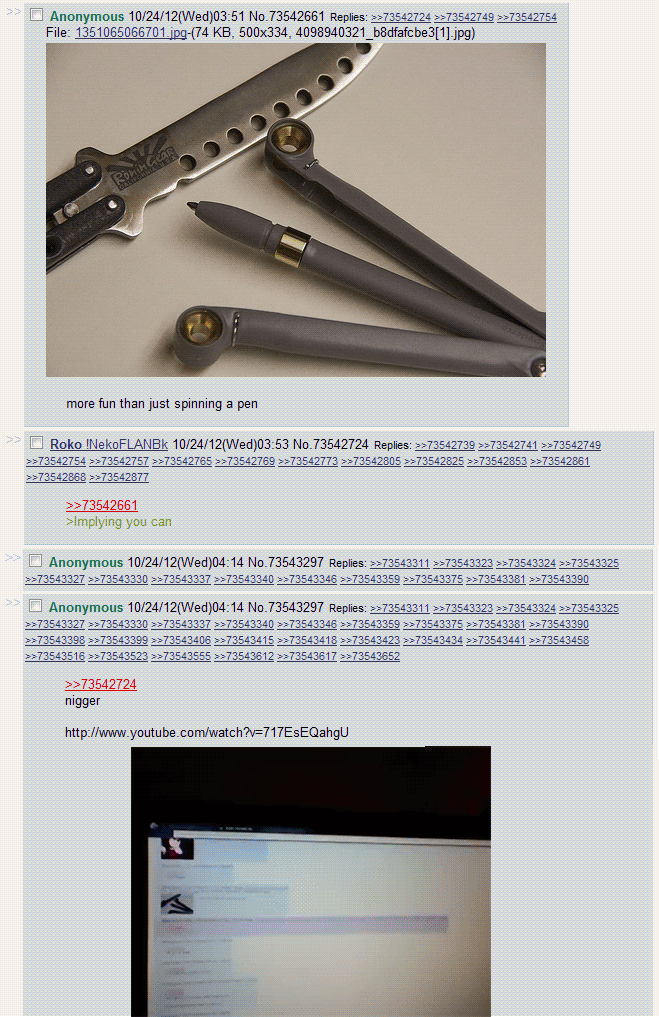 >> Anonymous 10/24/12(Wed)03:51 No.73542661 Replies: >>73542724 >>73542749 >>73542754
File: 1351065066701.jpg-(74 KB, 500x334, 4098940321_b8dfafcbe3[1].jpg)
RONIN GEAR
more fun than just spinning a pen
>> Roko !NekoFLANBk 10/24/12(Wed)03:53 No.73542724 Replies: >>73542739 >>73542741 >>73542749
>>73542754 >>73542757 >>73542765 >>73542769 >>73542773 >>73542805 >>73542825 >>73542853 >>73542861
>>73542868 >>73542877
>>73542661
>Implying you can
>> Anonymous 10/24/12(Wed)04:14 No.73543297 Replies: >>73543311 >>73543323 >>73543324 >>73543325
>>73543327 >>73543330 >>73543337 >>73543340 >>73543346 >>73543359 >>73543375 >>73543381 >>73543390
>> Anonymous 10/24/12(Wed)04:14 No.73543297 Replies: >>73543311 >>73543323 >>73543324 >>73543325
>>73543327 >>73543330 >>73543337 >>73543340 >>73543346 >>73543359 >>73543375 >>73543381 >>73543390
>>73543398 >>73543399 >>73543406 >>73543415 >>73543418 >>73543423 >>73543434 >>73543441 >>73543458
>>73543516 >>73543523 >>73543555 >>73543612 >>73543617 >>73543652
>>73542724
nigger
http://www.youtube.com/watch?v=717EsEQahgU